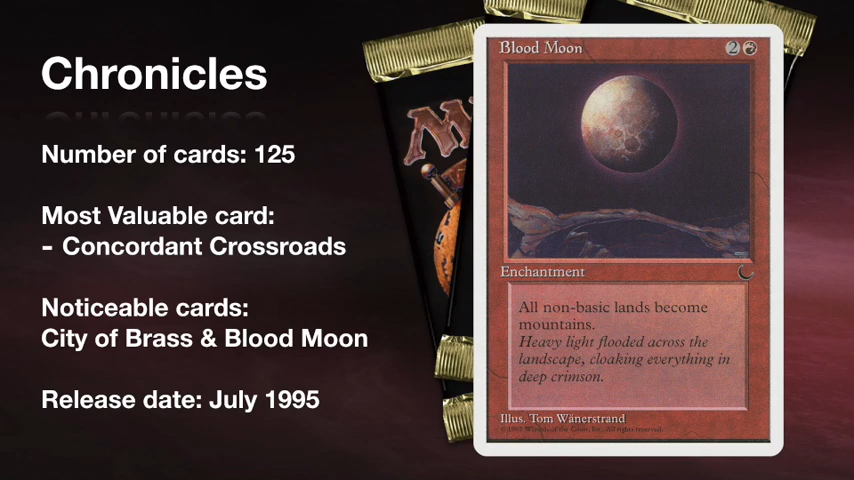 Chronicles
Number of cards: 125
Most Valuable card:
- Concordant Crossroads
Noticeable cards:
City of Brass & Blood Moon
Release date: July 1995
Blood Moon
2
Enchantment
All non-basic lands become
mountains.
Heavy light flooded across the
landscape, cloaking everything in
deep crimson.
Illus. Tom Wänerstrand